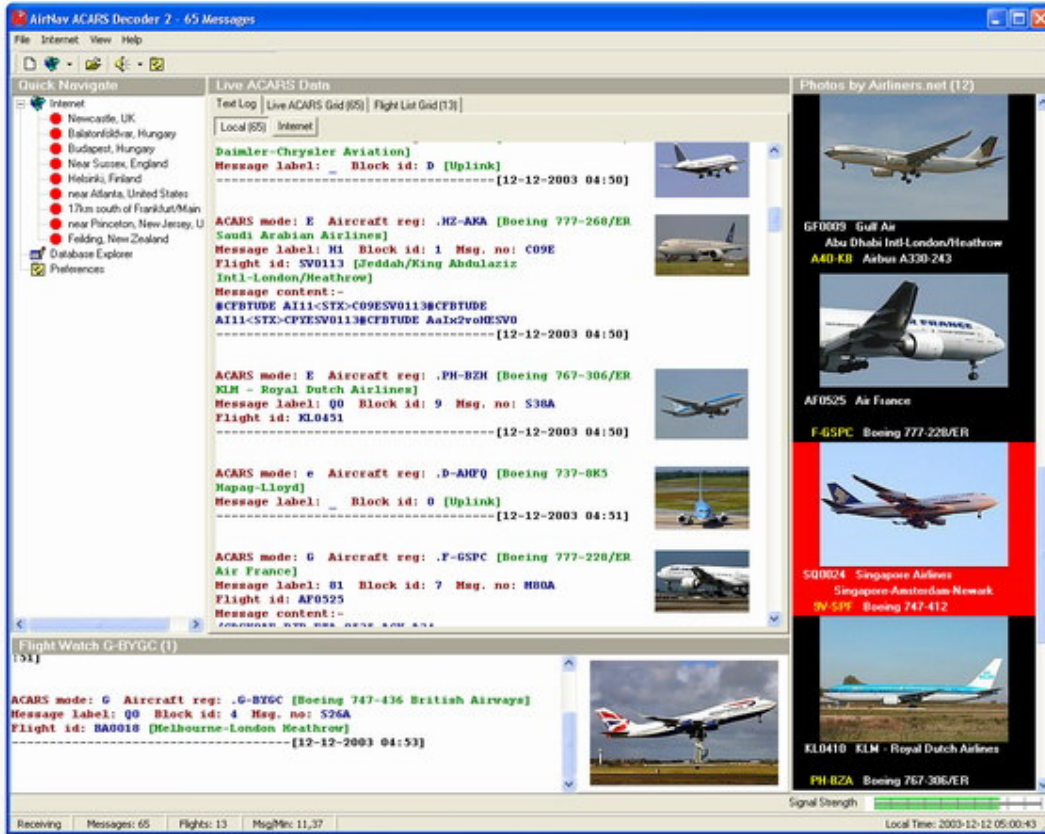 AirNav ACARS Decoder 2 - 65 Messages
File Internet View Help
Quick Navigate
Internet
Newcastle, UK
Balatonfoldvar, Hungary
Budapest, Hungary
Near Sussex, England
Helsinki, Finland
near Atlanta, United States
17km south of Frankfurt/Main
near Princeton, New Jersey, U
Feilding, New Zealand
Database Explorer
Preferences
Live ACARS Data
Text Log Live ACARS Grid (65) Flight List Grid (13)
Local (65) Internet
Daimler-Chrysler Aviation]
Message label: _ Block id: D [Uplink]
-----------------------------------[12-12-2003 04:50]
ACARS mode: E Aircraft reg: .HZ-AKA [Boeing 777-268/ER
Saudi Arabian Airlines]
Message label: H1 Block id: 1 Msg. no: C09E
Flight id: SV0113 [Jeddah/King Abdulaziz
Intl-London/Heathrow]
Message content:-
#CFBTUDE AI11<STX>C09ESV0113#CFBTUDE
AI11<STX>CPYESV0113#CFBTUDE AaIx2voHESV0
-----------------------------------[12-12-2003 04:50]
ACARS mode: E Aircraft reg: .PH-BZH [Boeing 767-306/ER
KLM - Royal Dutch Airlines]
Message label: Q0 Block id: 9 Msg. no: S38A
Flight id: KL0451
-----------------------------------[12-12-2003 04:50]
ACARS mode: e Aircraft reg: .D-AHFQ [Boeing 737-8K5
Hapag-Lloyd]
Message label: _ Block id: 0 [Uplink]
-----------------------------------[12-12-2003 04:51]
ACARS mode: G Aircraft reg: .F-GSPC [Boeing 777-228/ER
Air France]
Message label: 81 Block id: 7 Msg. no: M80A
Flight id: AF0525
Message content:-
Photos by Airliners.net (12)
GF0009 Gulf Air
Abu Dhabi Intl-London/Heathrow
A4O-KB Airbus A330-243
AIR FRANCE
AF0525 Air France
F-GSPC Boeing 777-228/ER
SQ0024 Singapore Airlines
Singapore-Amsterdam-Newark
9V-SPF Boeing 747-412
KL0410 KLM - Royal Dutch Airlines
PH-BZA Boeing 767-306/ER
Flight Watch G-BYGC (1)
:51]
ACARS mode: G Aircraft reg: .G-BYGC [Boeing 747-436 British Airways]
Message label: Q0 Block id: 4 Msg. no: S26A
Flight id: BA0018 [Melbourne-London Heathrow]
-----------------------------------[12-12-2003 04:53]
Signal Strength
Receiving Messages: 65 Flights: 13 Msg/Min: 11,37 Local Time: 2003-12-12 05:00:43